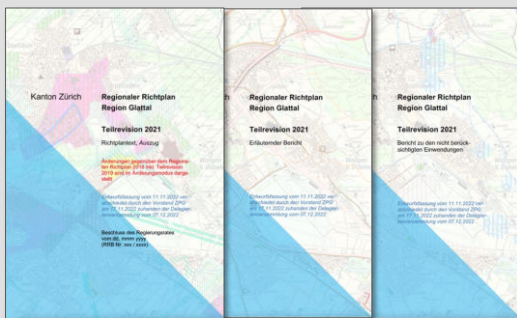 Kanton Zürich
Regionaler Richtplan
Region Glattal
Teilrevision 2021
Richtplantext, Auszug
Änderungen gegenüber dem Regiona-
ler Richtplan 2018 inkl. Teilrevision
2019 sind im Änderungsmodus darge-
stellt
Entwurfsfassung vom 11.11.2022 ver-
abschiedet durch den Vorstand ZPG
am 17.11.2022 zuhanden der Delegier-
tenversammlung vom 07.12.2022
Beschluss des Regierungsrates
vom dd. mmm yyyy
(RRB Nr. xxx / xxxx)
Regionaler Richtplan
Region Glattal
Teilrevision 2021
Erläuternder Bericht
Entwurfsfassung vom 11.11.2022 ver-
abschiedet durch den Vorstand ZPG
am 17.11.2022 zuhanden der Delegier-
tenversammlung vom 07.12.2022
Regionaler Richtplan
Region Glattal
Teilrevision 2021
Bericht zu den nicht berück-
sichtigten Einwendungen
Entwurfsfassung vom 11.11.2022 ver-
abschiedet durch den Vorstand ZPG
am 17.11.2022 zuhanden der Delegier-
tenversammlung vom 07.12.2022